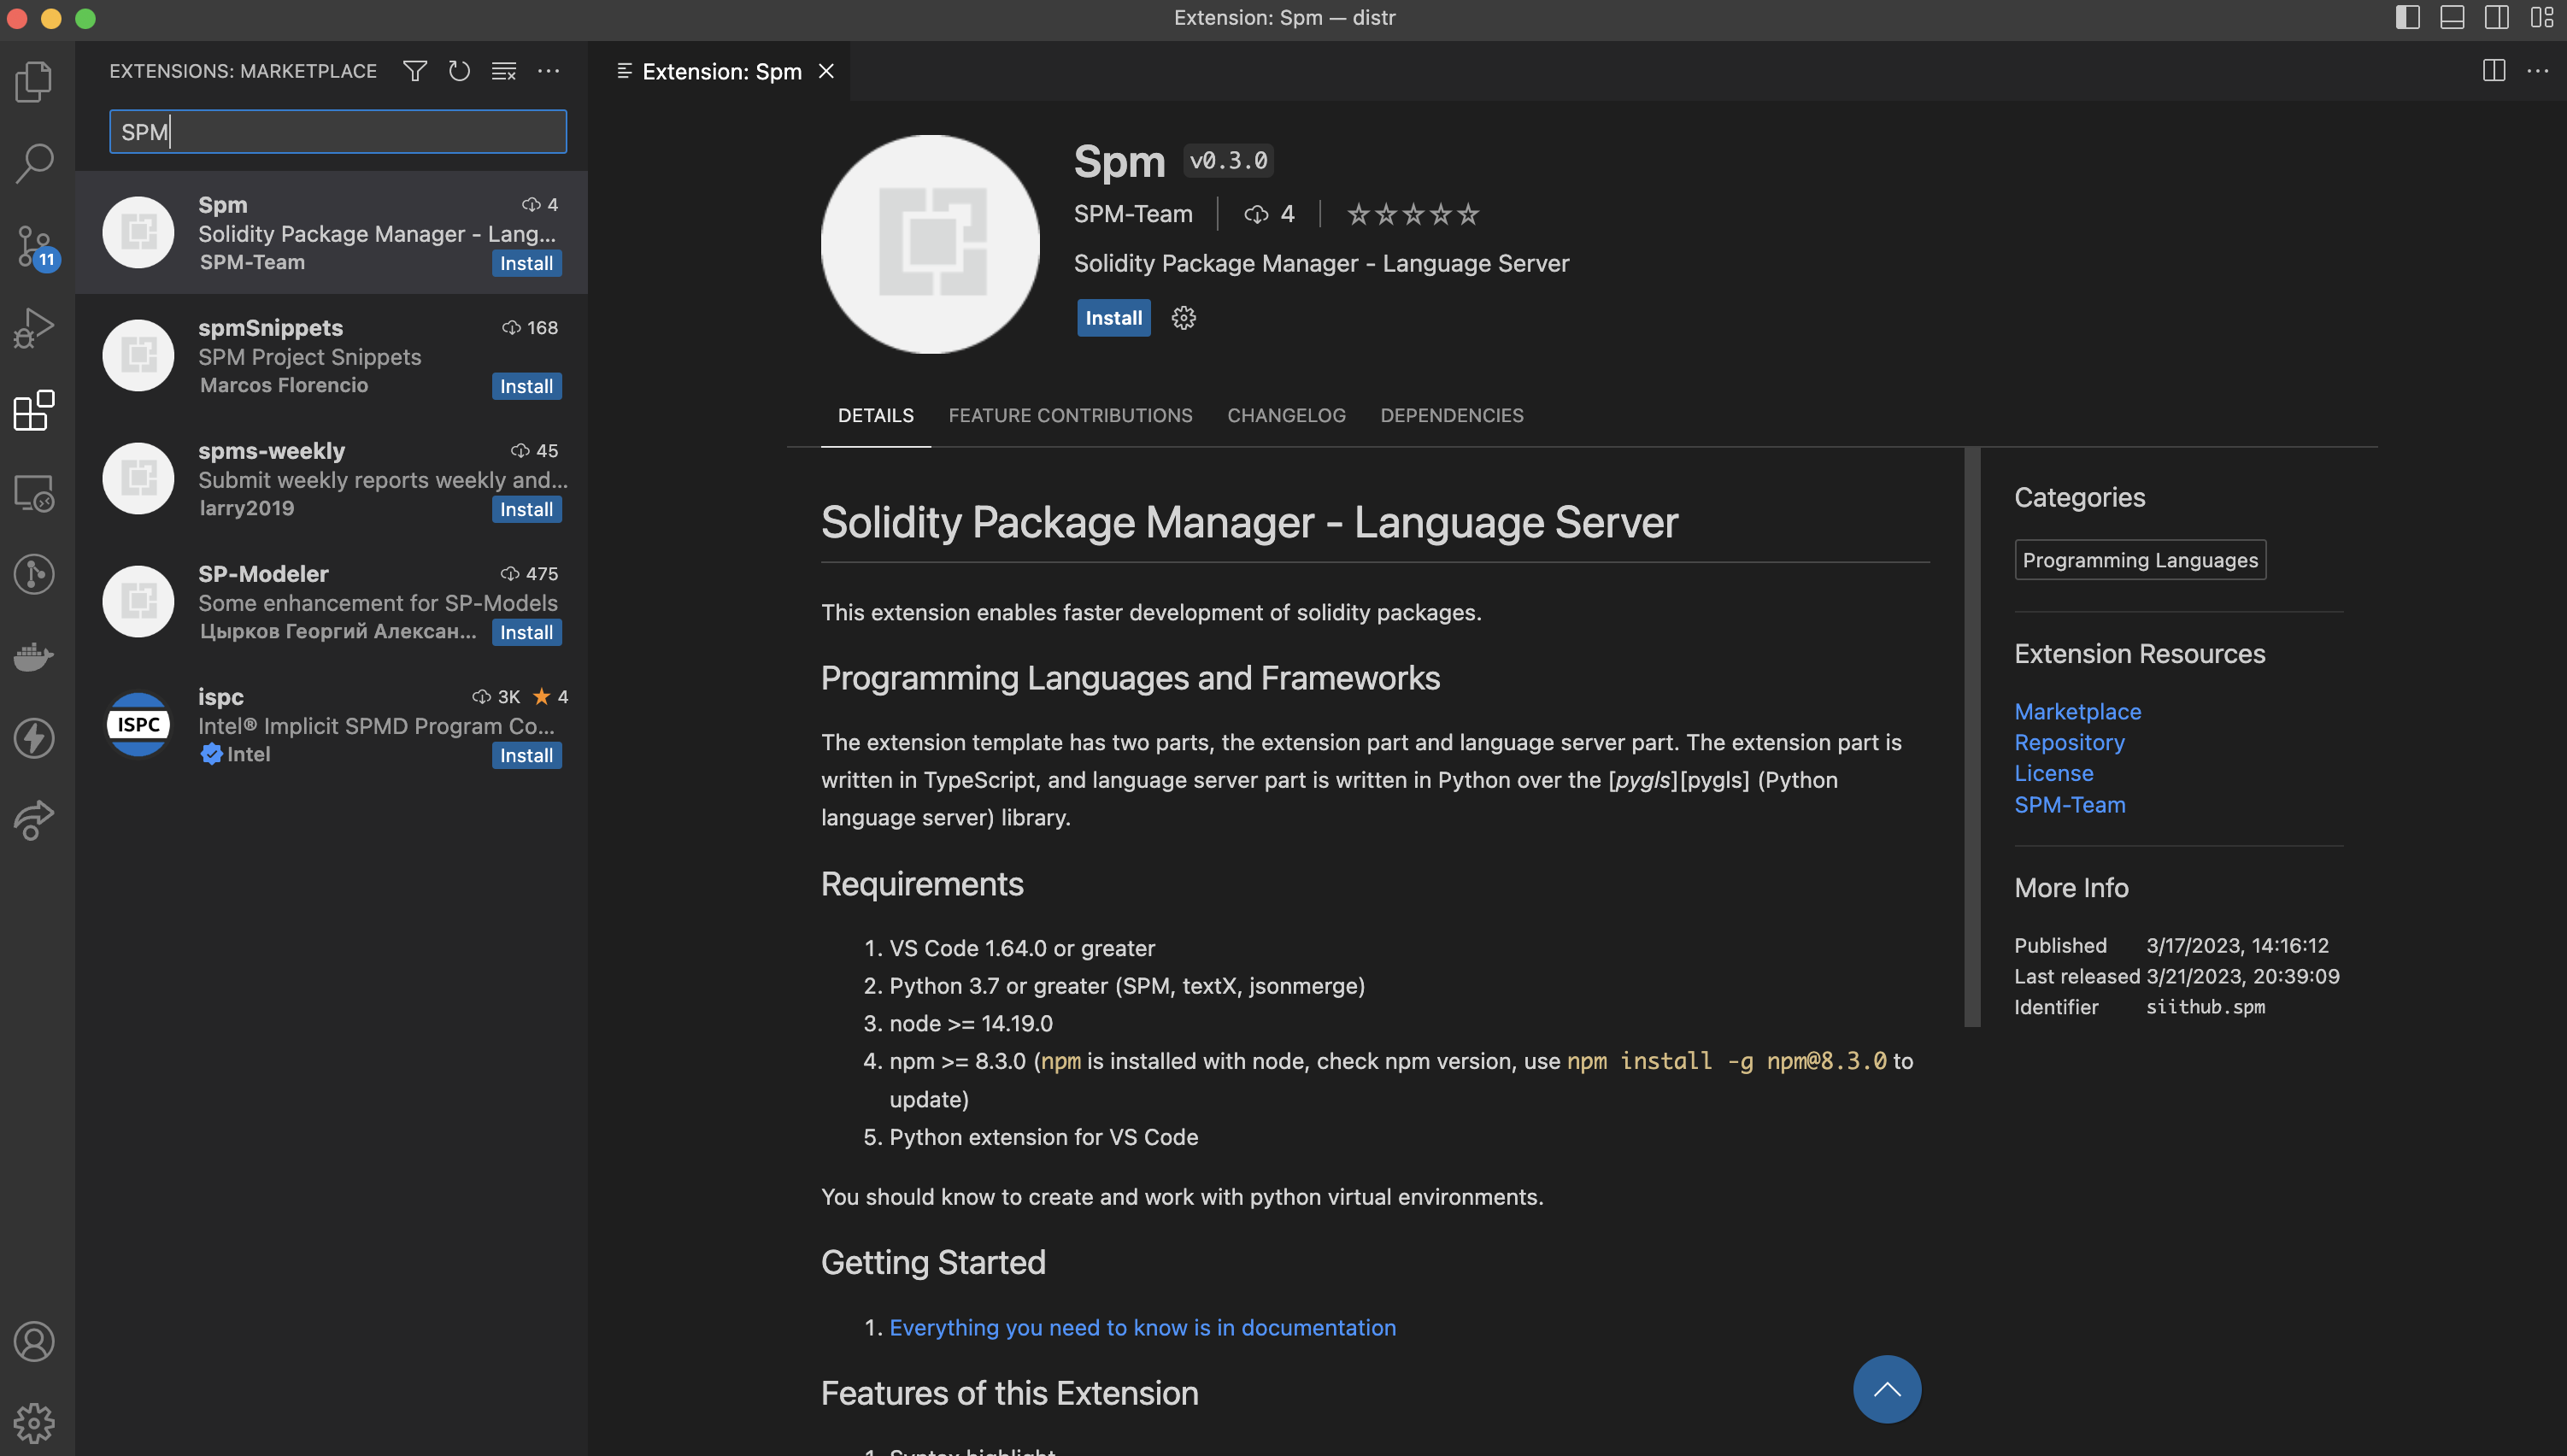 Extension: Spm — distr
EXTENSIONS: MARKETPLACE
SPM
Spm 4
Solidity Package Manager - Lang...
SPM-Team Install
spmSnippets 168
SPM Project Snippets
Marcos Florencio Install
spms-weekly 45
Submit weekly reports weekly and...
larry2019 Install
SP-Modeler 475
Some enhancement for SP-Models
Цырков Георгий Алексан... Install
ISPC
ispc 3K 4
Intel® Implicit SPMD Program Co...
Intel Install
11
Extension: Spm
Spm v0.3.0
SPM-Team 4
Solidity Package Manager - Language Server
Install
DETAILS FEATURE CONTRIBUTIONS CHANGELOG DEPENDENCIES
Solidity Package Manager - Language Server
This extension enables faster development of solidity packages.
Programming Languages and Frameworks
The extension template has two parts, the extension part and language server part. The extension part is
written in TypeScript, and language server part is written in Python over the [pygls][pygls] (Python
language server) library.
Requirements
1. VS Code 1.64.0 or greater
2. Python 3.7 or greater (SPM, textX, jsonmerge)
3. node >= 14.19.0
4. npm >= 8.3.0 (npm is installed with node, check npm version, use npm install -g npm@8.3.0 to
update)
5. Python extension for VS Code
You should know to create and work with python virtual environments.
Getting Started
1. Everything you need to know is in documentation
Features of this Extension
1. Syntax highlight
Categories
Programming Languages
Extension Resources
Marketplace
Repository
License
SPM-Team
More Info
Published 3/17/2023, 14:16:12
Last released 3/21/2023, 20:39:09
Identifier siithub.spm